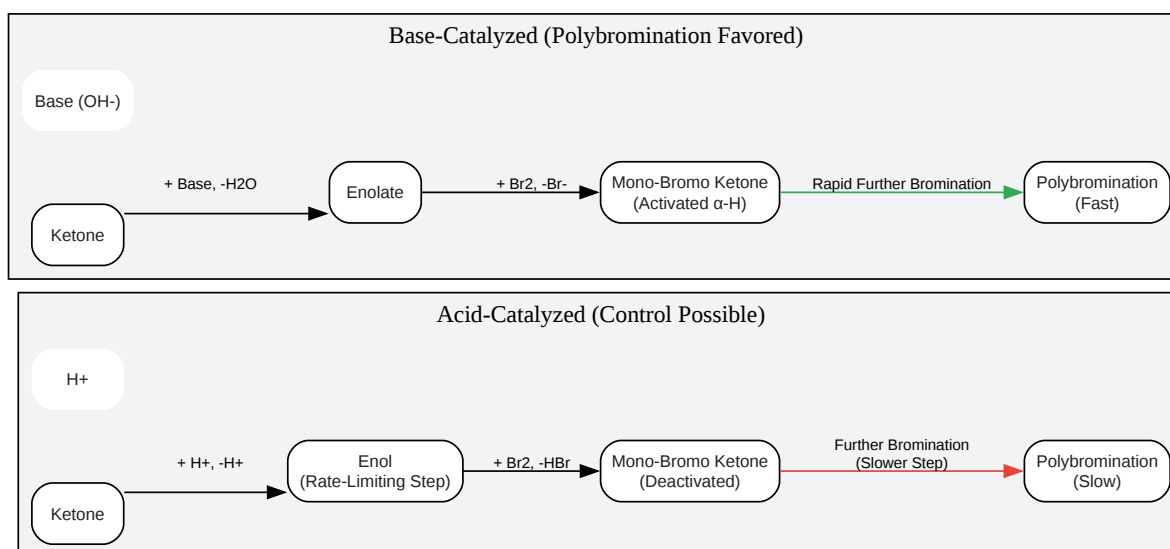 Base-Catalyzed (Polybromination Favored)
Base (OH-)
+ Base, -H2O
Ketone
Enolate
+ Br2, -Br-
Mono-Bromo Ketone
(Activated α-H)
Rapid Further Bromination
Polybromination
(Fast)
Acid-Catalyzed (Control Possible)
H+
+ H+, -H+
Ketone
Enol
(Rate-Limiting Step)
+ Br2, -HBr
Mono-Bromo Ketone
(Deactivated)
Further Bromination
(Slower Step)
Polybromination
(Slow)